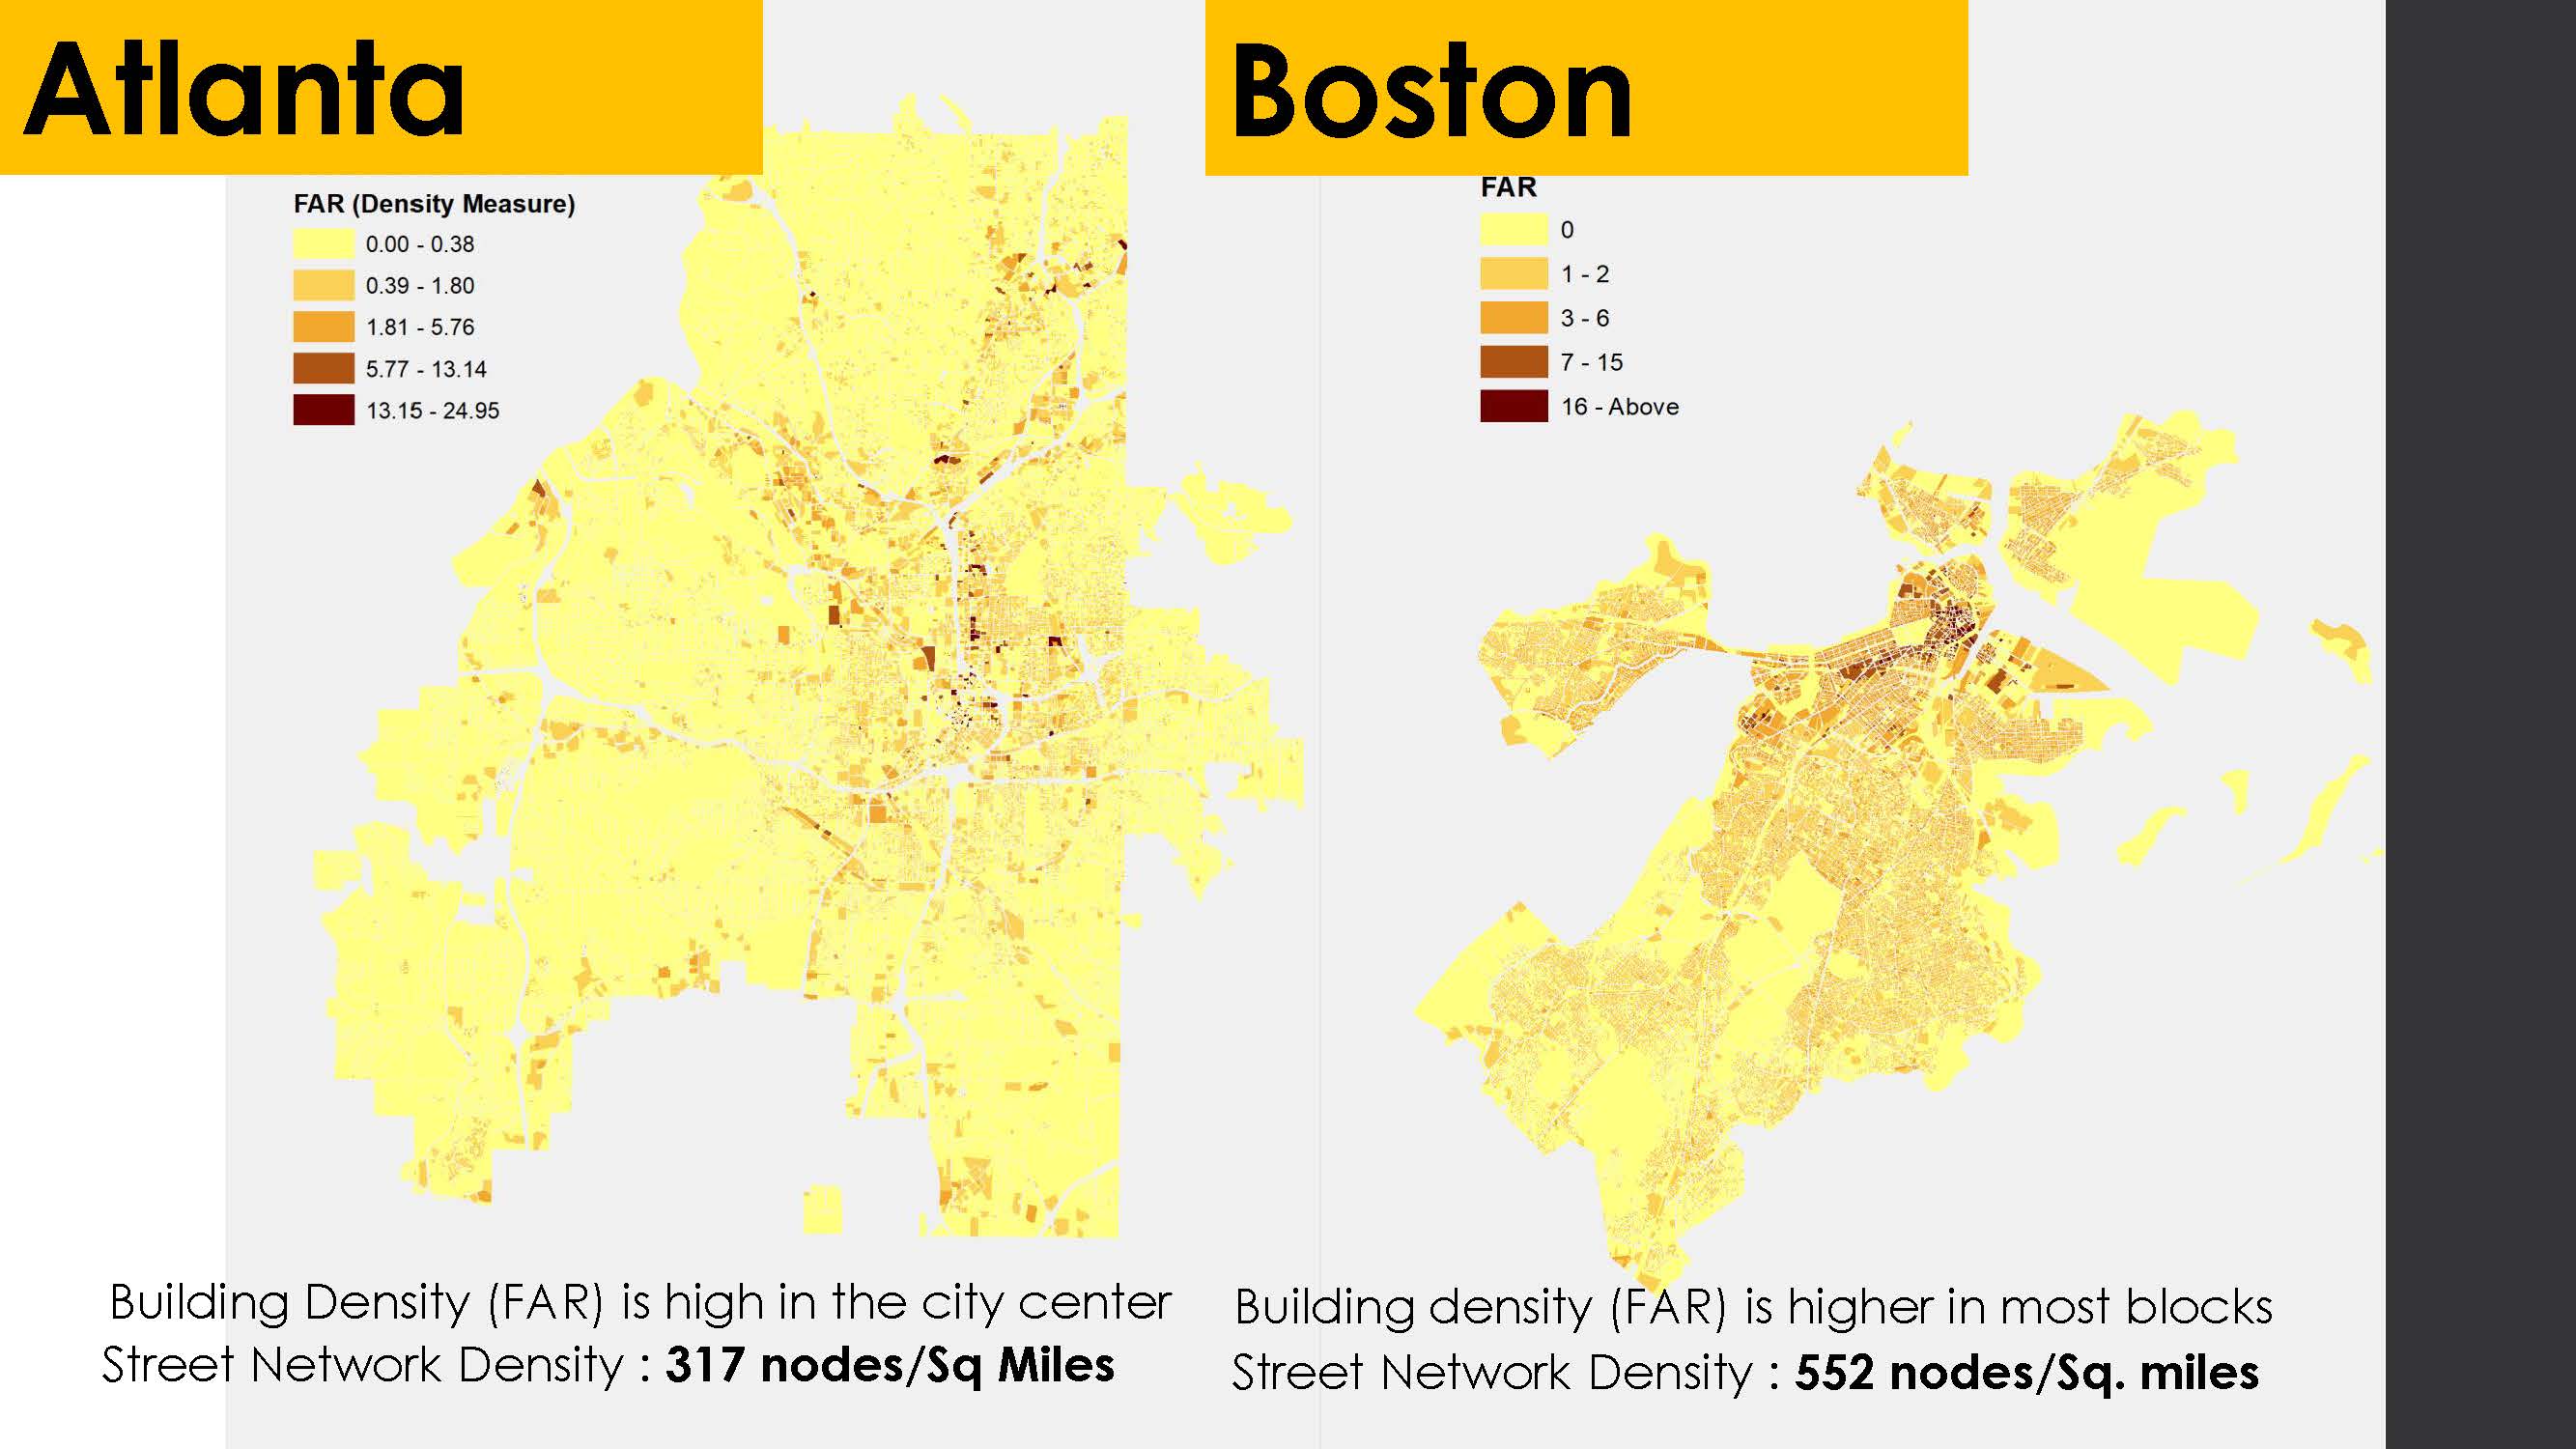 Atlanta
FAR (Density Measure)
0.00 - 0.38
0.39 - 1.80
1.81 - 5.76
5.77 - 13.14
13.15 - 24.95
Building Density (FAR) is high in the city center
Street Network Density : 317 nodes/Sq Miles
Boston
FAR
0
1 - 2
3 - 6
7 - 15
16 - Above
Building density (FAR) is higher in most blocks
Street Network Density : 552 nodes/Sq. miles